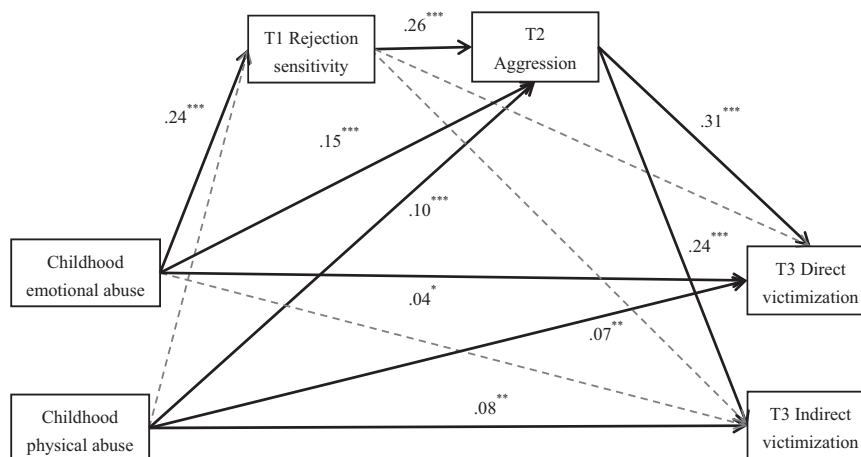 T1 Rejection
sensitivity
.26***
T2
Aggression
.24***
.15***
.31***
.10***
.24***
Childhood
emotional abuse
T3 Direct
victimization
.04*
.07**
Childhood
physical abuse
.08**
T3 Indirect
victimization